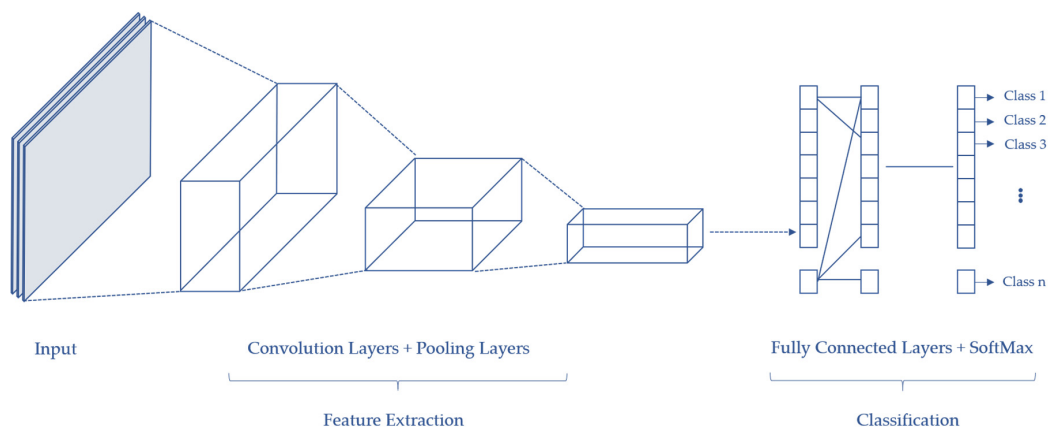 Class 1
Class 2
Class 3
Class n
Input
Convolution Layers + Pooling Layers
Fully Connected Layers + SoftMax
Feature Extraction
Classification